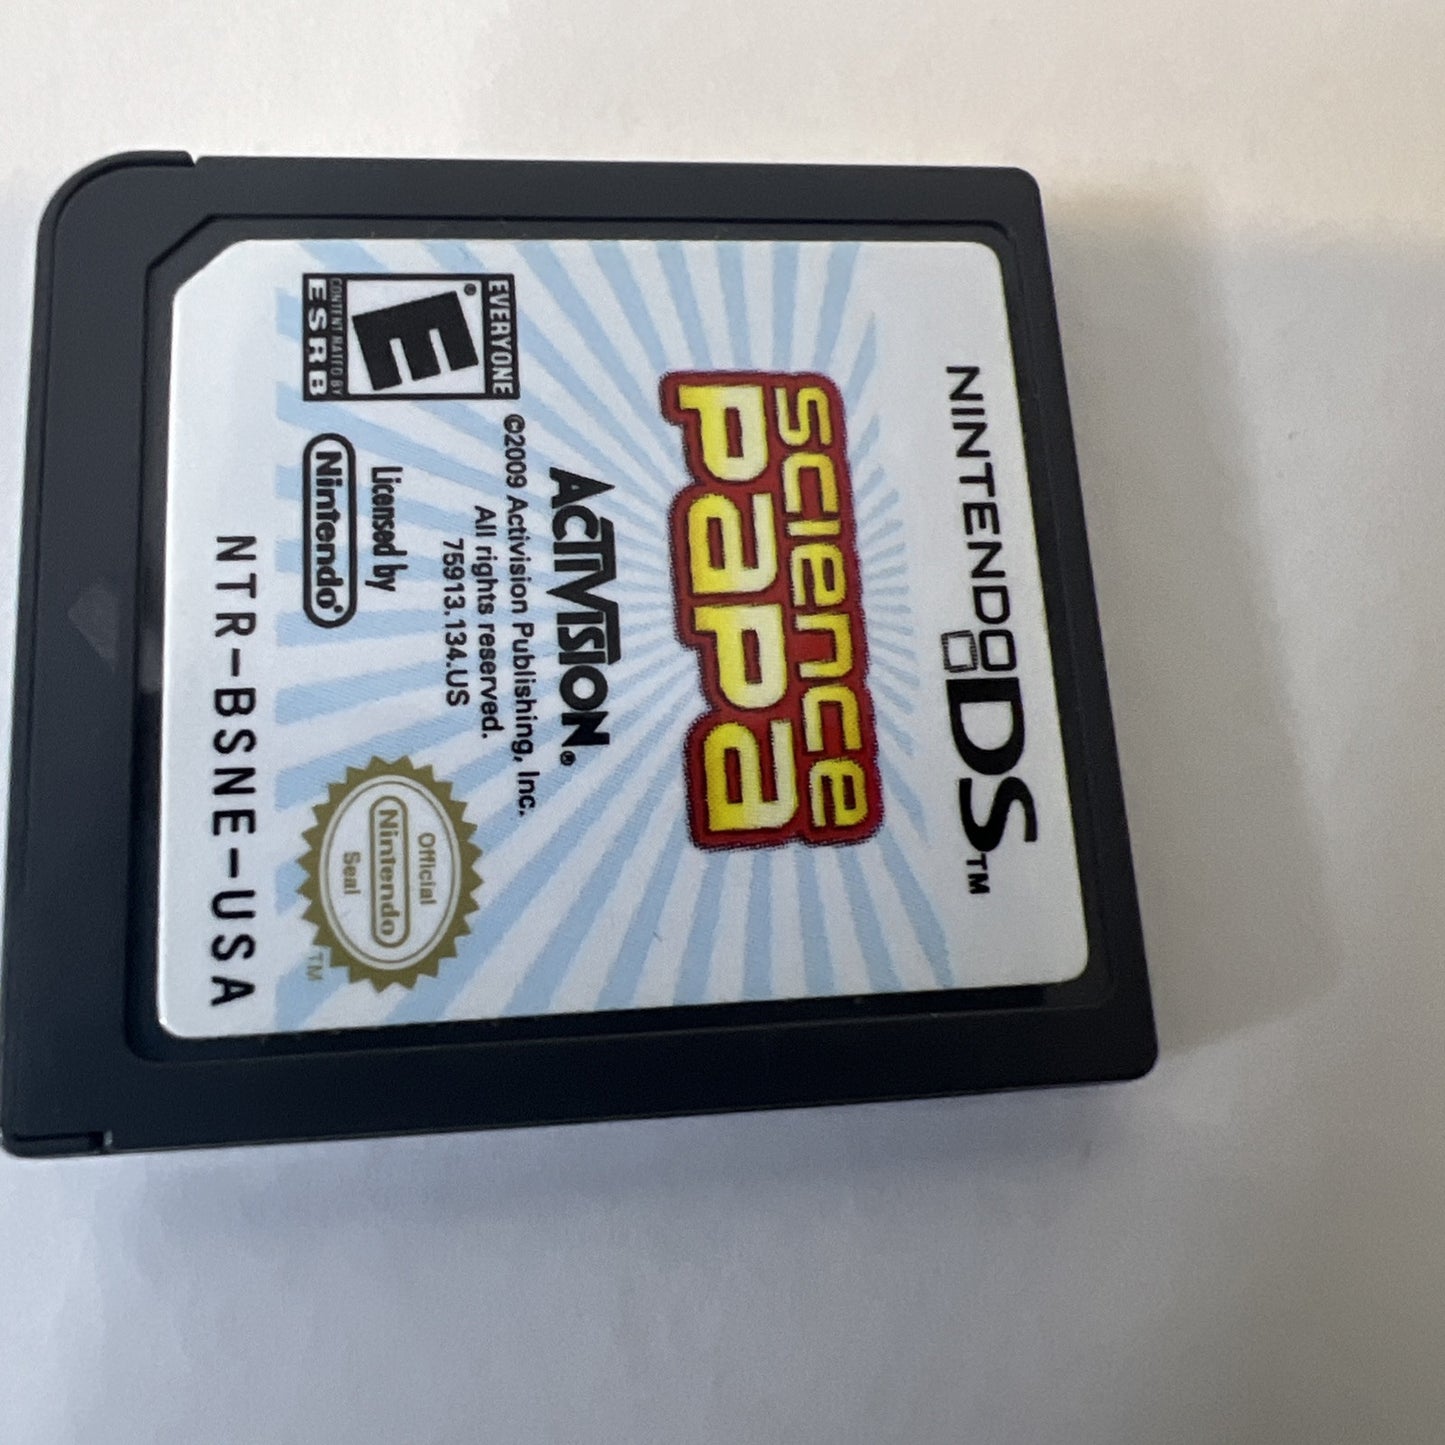 NINTENDO DS™
science
papa
ACTIVISION®
©2009 Activision Publishing, Inc.
All rights reserved.
75913.134.US
EVERYONE
E®
CONTENT RATED BY
ESRB
Licensed by
Nintendo®
Official
Nintendo
Seal
TM
NTR-BSNE-USA